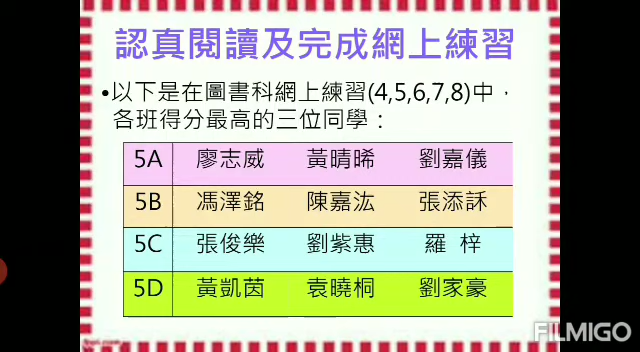 認真閱讀及完成網上練習
•以下是在圖書科網上練習(4,5,6,7,8)中，
各班得分最高的三位同學：
5A 廖志威 黃晴晞 劉嘉儀
5B 馮澤銘 陳嘉汯 張添訸
5C 張俊樂 劉紫惠 羅 梓
5D 黃凱茵 袁曉桐 劉家豪
FILMIGO